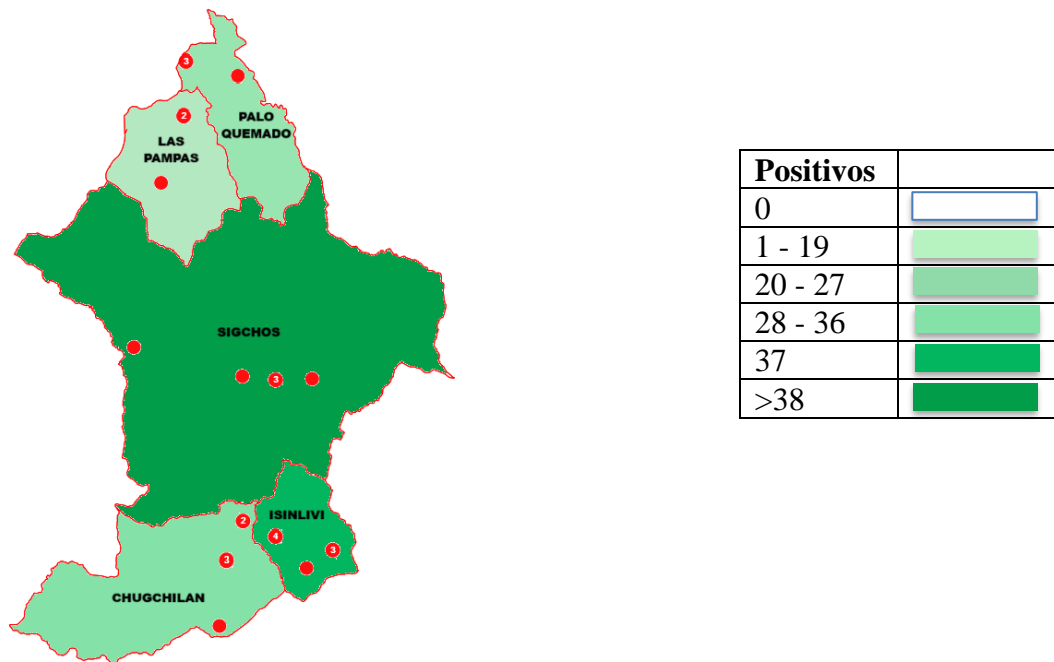 3
PALO
QUEMADO
2
LAS
PAMPAS
SIGCHOS
3
ISINLIVI
2
4
3
3
CHUGCHILAN
Positivos
0
1 - 19
20 - 27
28 - 36
37
>38